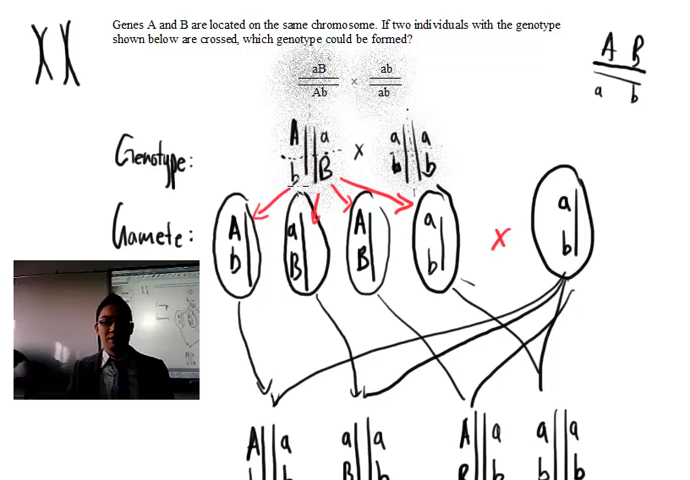 Genes A and B are located on the same chromosome. If two individuals with the genotype
shown below are crossed, which genotype could be formed?
A B
a b
aB × ab
Ab ab
Genotype:
A a × a a
b B b b
Gamete:
A a A a × a
b B B b b
A a a a A a a a
B b b b b